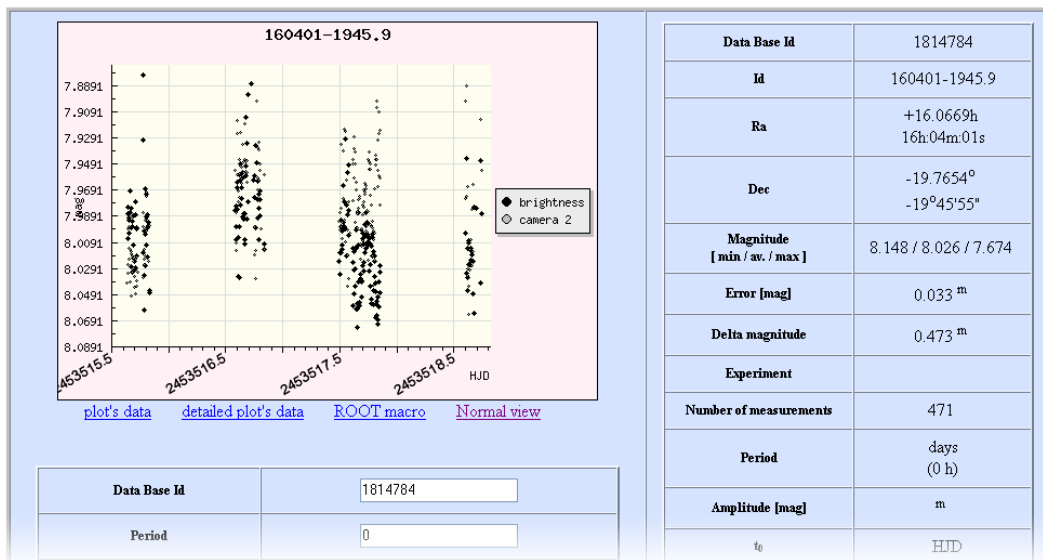 160401-1945.9
7.8891
7.9091
7.9291
7.9491
7.9691
7.9891
8.0091
8.0291
8.0491
8.0691
8.0891
mag
brightness
camera 2
2453515.5
2453516.5
2453517.5
2453518.5
HJD
plot's data detailed plot's data ROOT macro Normal view
Data Base Id 1814784
Period 0
Data Base Id 1814784
Id 160401-1945.9
Ra +16.0669h
16h:04m:01s
Dec -19.7654º
-19º45'55"
Magnitude
[ min / av. / max ] 8.148 / 8.026 / 7.674
Error [mag] 0.033 m
Delta magnitude 0.473 m
Experiment
Number of measurements 471
Period days
(0 h)
Amplitude [mag] m
t0 HJD